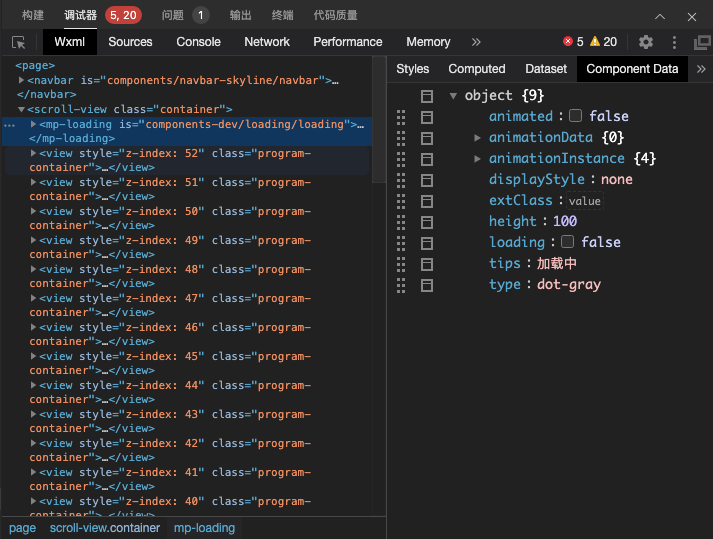 构建 调试器 5, 20 问题 1 输出 终端 代码质量
Wxml Sources Console Network Performance Memory » 5 20
<page>
<navbar is="components/navbar-skyline/navbar">…
</navbar>
<scroll-view class="container">
<mp-loading is="components-dev/loading/loading">…
</mp-loading>
<view style="z-index: 52" class="program-
container">…</view>
<view style="z-index: 51" class="program-
container">…</view>
<view style="z-index: 50" class="program-
container">…</view>
<view style="z-index: 49" class="program-
container">…</view>
<view style="z-index: 48" class="program-
container">…</view>
<view style="z-index: 47" class="program-
container">…</view>
<view style="z-index: 46" class="program-
container">…</view>
<view style="z-index: 45" class="program-
container">…</view>
<view style="z-index: 44" class="program-
container">…</view>
<view style="z-index: 43" class="program-
container">…</view>
<view style="z-index: 42" class="program-
container">…</view>
<view style="z-index: 41" class="program-
container">…</view>
<view style="z-index: 40" class="program-
page scroll-view.container mp-loading
Styles Computed Dataset Component Data »
object {9}
animated : false
animationData {0}
animationInstance {4}
displayStyle : none
extClass : value
height : 100
loading : false
tips : 加载中
type : dot-gray